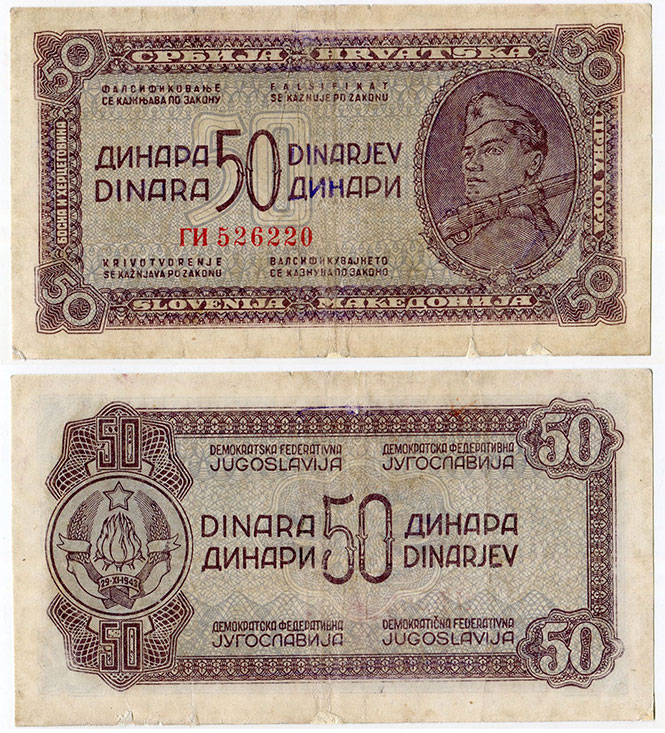 50 СРБИЈА HRVATSKA 50
ФАЛСИФИКОВАЊЕ
СЕ КАЖЊАВА ПО ЗАКОНУ
FALSIFIKAT
SE KAZNUJE PO ZAKONU
БОСНА И ХЕРЦЕГОВИНА
ДИНАРА 50 DINARJEV
DINARA ДИНАРИ
ЦРНА ГОРА
ГИ 526220
KRIVOTVORENJE
SE KAŽNJAVA PO ZAKONU
ВАЛСИФИКУВАЈНЕТО
СЕ КАЗНУВА ПО ЗАКОНО
50 SLOVENIJA МАКЕДОНИЈА 50
50 50
DEMOKRATSKA FEDERATIVNA
JUGOSLAVIJA
ДЕМОКРАТСКА ФЕДЕРАТИВНА
ЈУГОСЛАВИЈА
DINARA 50 ДИНАРА
ДИНАРИ DINARJEV
29·XI·1943
ДЕМОКРАТСКА ФЕДЕРАТИВНА
ЈУГОСЛАВИЈА
DEMOKRATIČNA FEDERATIVNA
JUGOSLAVIJA
50 50